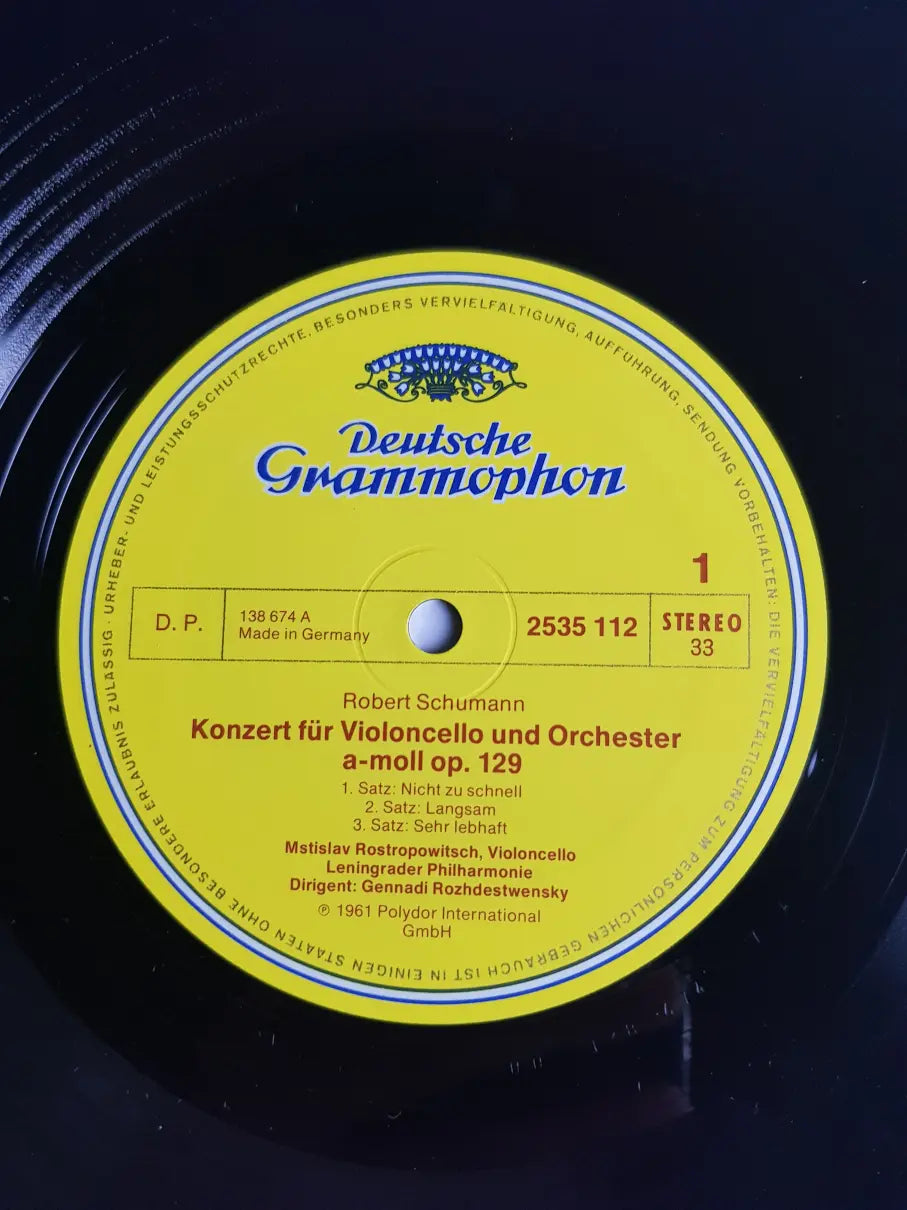 Deutsche
Grammophon
1
D. P.
138 674 A
Made in Germany
2535 112
STEREO
33
Robert Schumann
Konzert für Violoncello und Orchester
a-moll op. 129
1. Satz: Nicht zu schnell
2. Satz: Langsam
3. Satz: Sehr lebhaft
Mstislav Rostropowitsch, Violoncello
Leningrader Philharmonie
Dirigent: Gennadi Rozhdestwensky
℗ 1961 Polydor International
GmbH
URHEBER- UND LEISTUNGSSCHUTZRECHTE, BESONDERS VERVIELFÄLTIGUNG, AUFFÜHRUNG, SENDUNG VORBEHALTEN; DIE VERVIELFÄLTIGUNG ZUM PERSÖNLICHEN GEBRAUCH IST IN EINIGEN STAATEN OHNE BESONDERE ERLAUBNIS ZULÄSSIG ·